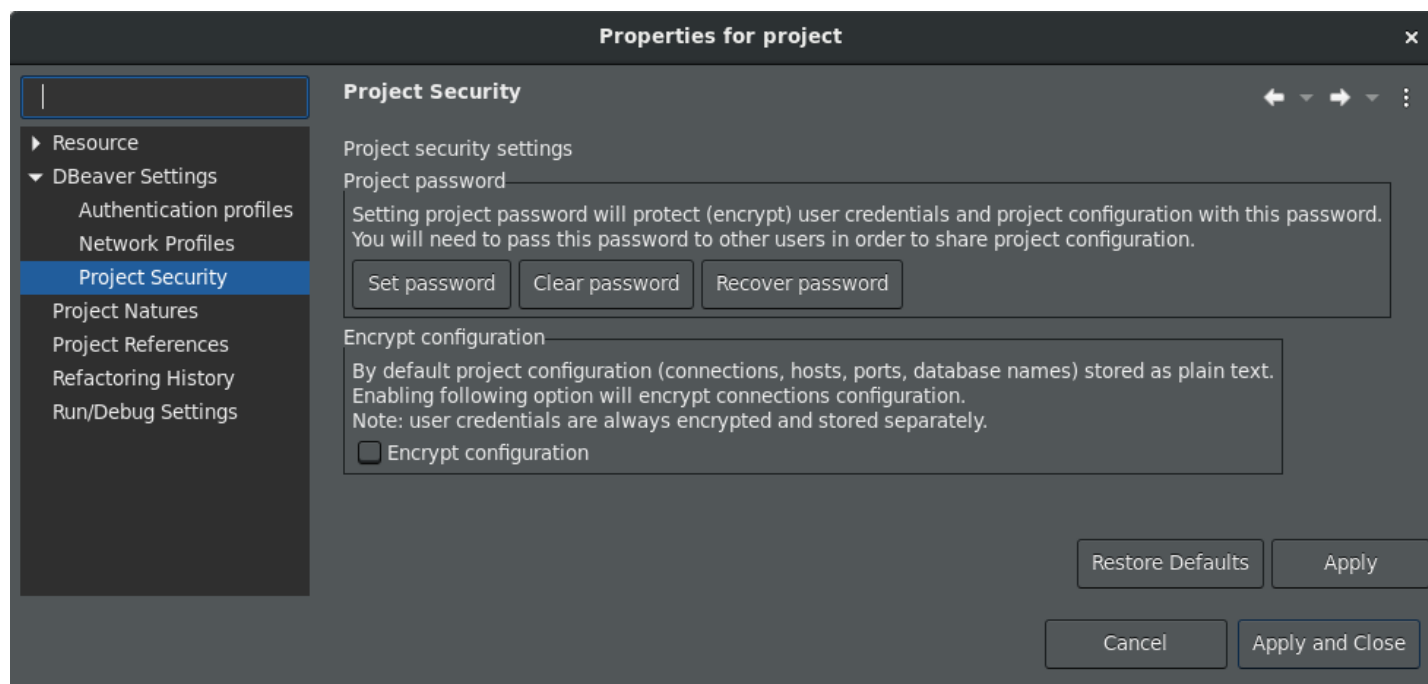 Properties for project
Project Security
Resource
DBeaver Settings
Authentication profiles
Network Profiles
Project Security
Project Natures
Project References
Refactoring History
Run/Debug Settings
Project security settings
Project password
Setting project password will protect (encrypt) user credentials and project configuration with this password.
You will need to pass this password to other users in order to share project configuration.
Set password
Clear password
Recover password
Encrypt configuration
By default project configuration (connections, hosts, ports, database names) stored as plain text.
Enabling following option will encrypt connections configuration.
Note: user credentials are always encrypted and stored separately.
Encrypt configuration
Restore Defaults
Apply
Cancel
Apply and Close